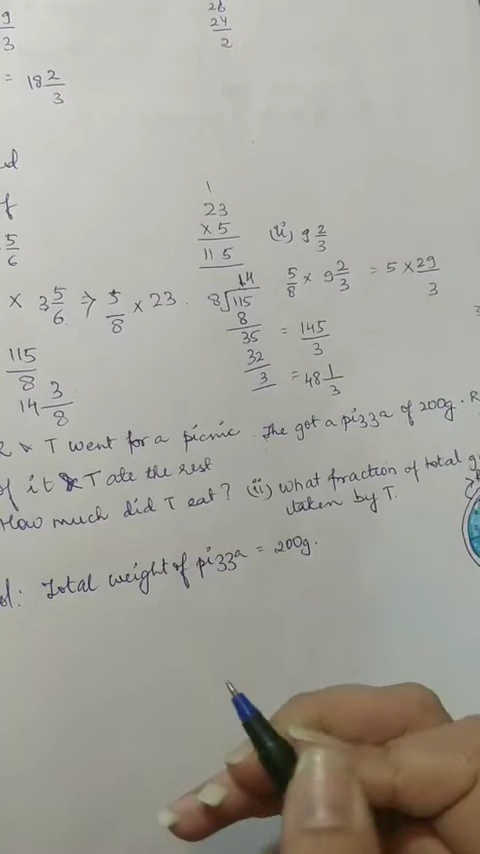 9/3
26
24
2
= 18 2/3
5/6
1
23
x 5
115
(ii) 9 2/3
× 3 5/6 ⇒ 5/8 × 23
14
8)115
8
35
32
3
5/8 × 9 2/3 = 5 × 29/3
= 145/3
= 48 1/3
115/8
14 3/8
& T went for a picnic. The got a pizza of 200g. R
of it & T ate the rest
How much did T eat? (ii) What fraction of total
taken by T.
Total weight of pizza = 200g.